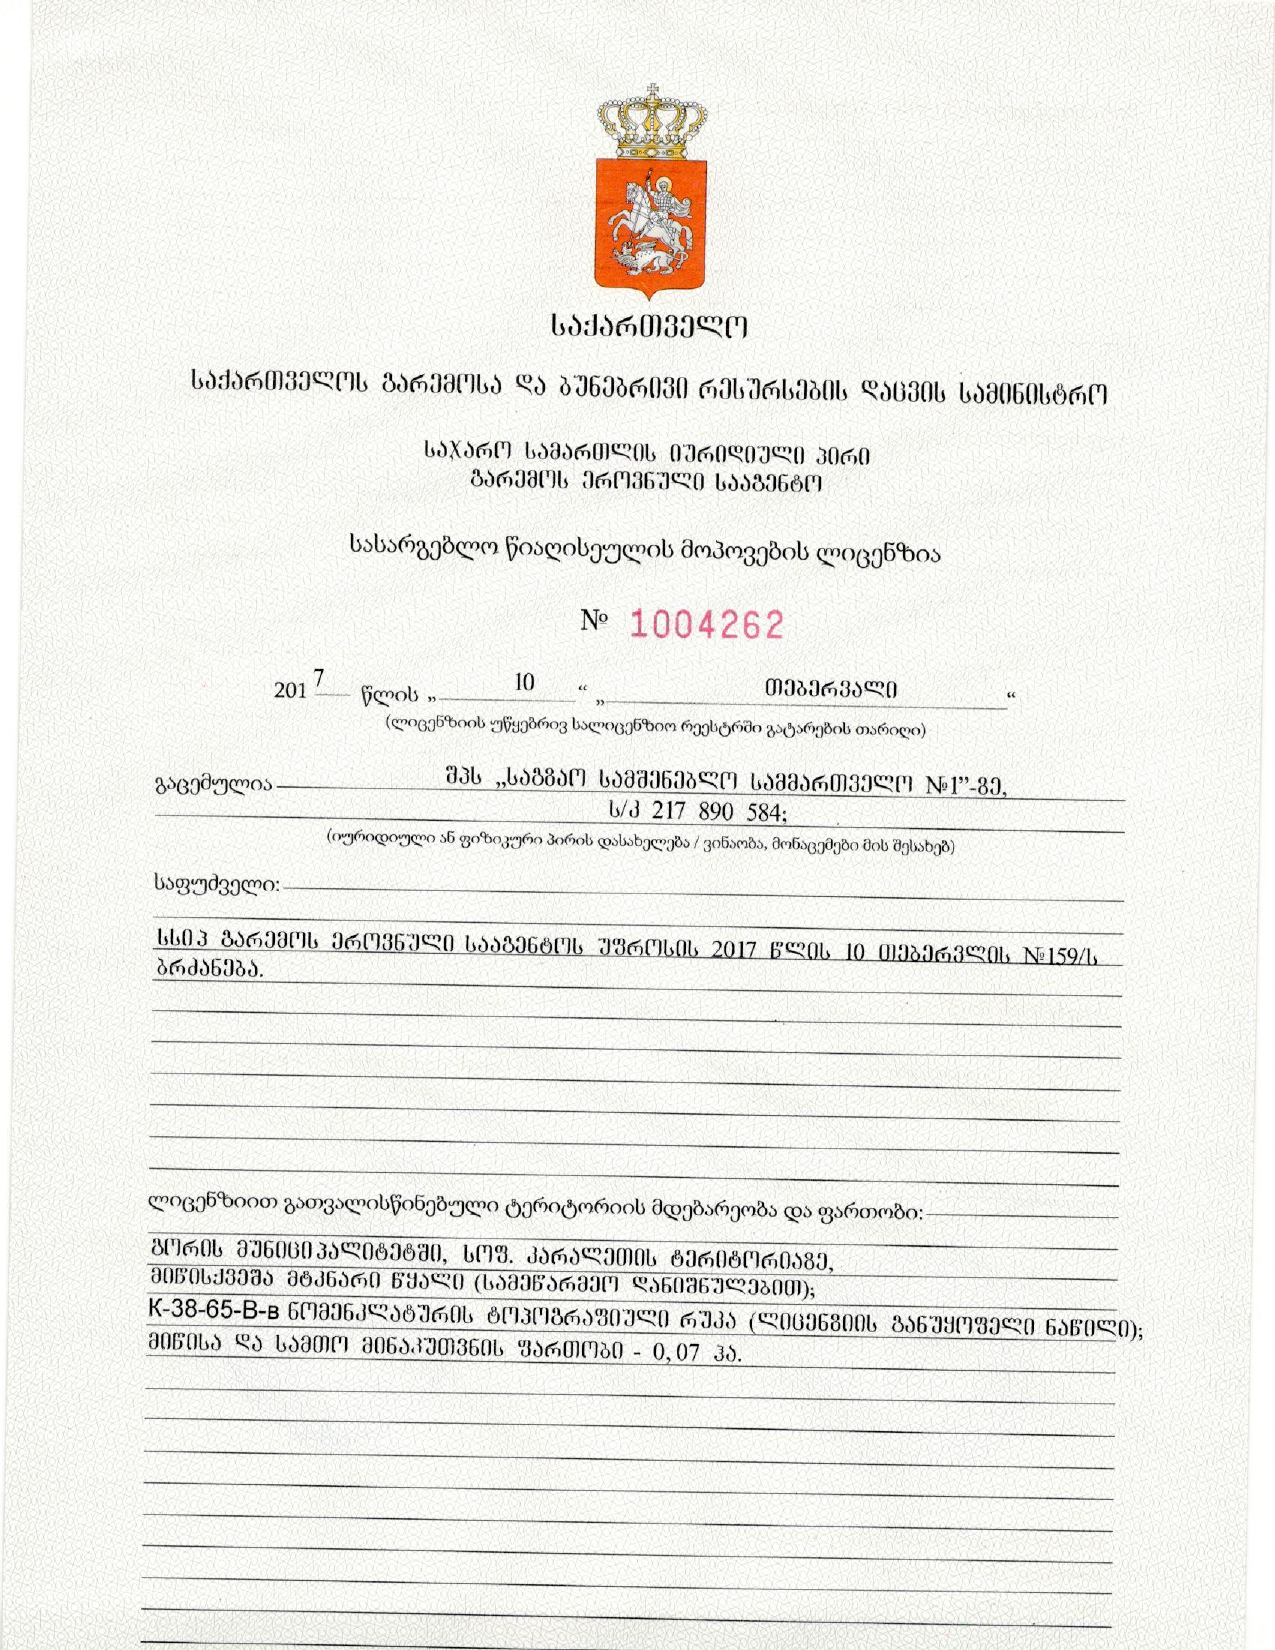 საქართველო
საქართველოს გარემოსა და ბუნებრივი რესურსების დაცვის სამინისტრო
საჯარო სამართლის იურიდიული პირი
გარემოს ეროვნული სააგენტო
სასარგებლო წიაღისეულის მოპოვების ლიცენზია
№ 1004262
2017 წლის „ 10 “ „ თებერვალი “
(ლიცენზიის უწყებრივ სალიცენზიო რეესტრში გატარების თარიღი)
გაცემულია შპს „საგზაო სამშენებლო სამმართველო №1”-ზე,
ს/კ 217 890 584;
(იურიდიული ან ფიზიკური პირის დასახელება / ვინაობა, მონაცემები მის შესახებ)
საფუძველი:
სსიპ გარემოს ეროვნული სააგენტოს უფროსის 2017 წლის 10 თებერვლის №159/ს
ბრძანება.
ლიცენზიით გათვალისწინებული ტერიტორიის მდებარეობა და ფართობი:
გორის მუნიციპალიტეტში, სოფ. კარალეთის ტერიტორიაზე,
მიწისქვეშა მტკნარი წყალი (სამეწარმეო დანიშნულებით);
К-38-65-В-в ნომენკლატურის ტოპოგრაფიული რუკა (ლიცენზიის განუყოფელი ნაწილი);
მიწისა და სამთო მინაკუთვნის ფართობი - 0,07 ჰა.